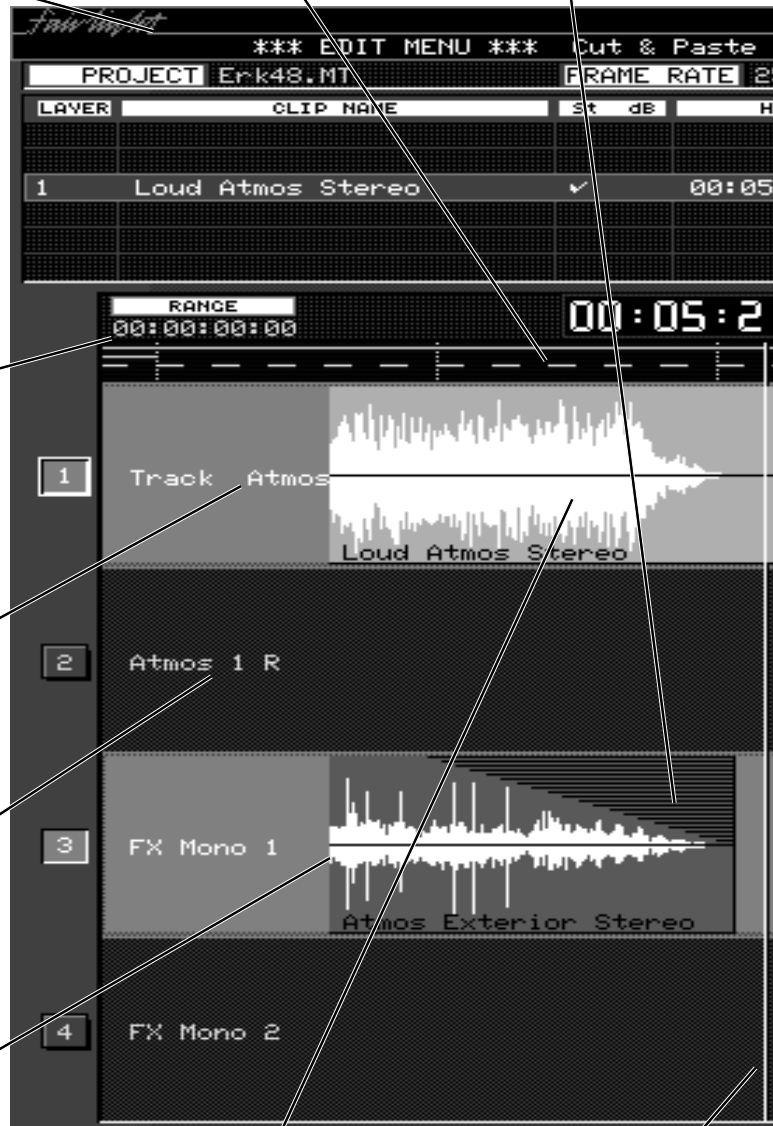 fairlight
*** EDIT MENU *** Cut & Paste
PROJECT Erk48.MT FRAME RATE 2
LAYER CLIP NAME St dB H
1 Loud Atmos Stereo ✓ 00:05
RANGE
00:00:00:00
00:05:2
1 Track Atmos
Loud Atmos Stereo
2 Atmos 1 R
3 FX Mono 1
Atmos Exterior Stereo
4 FX Mono 2